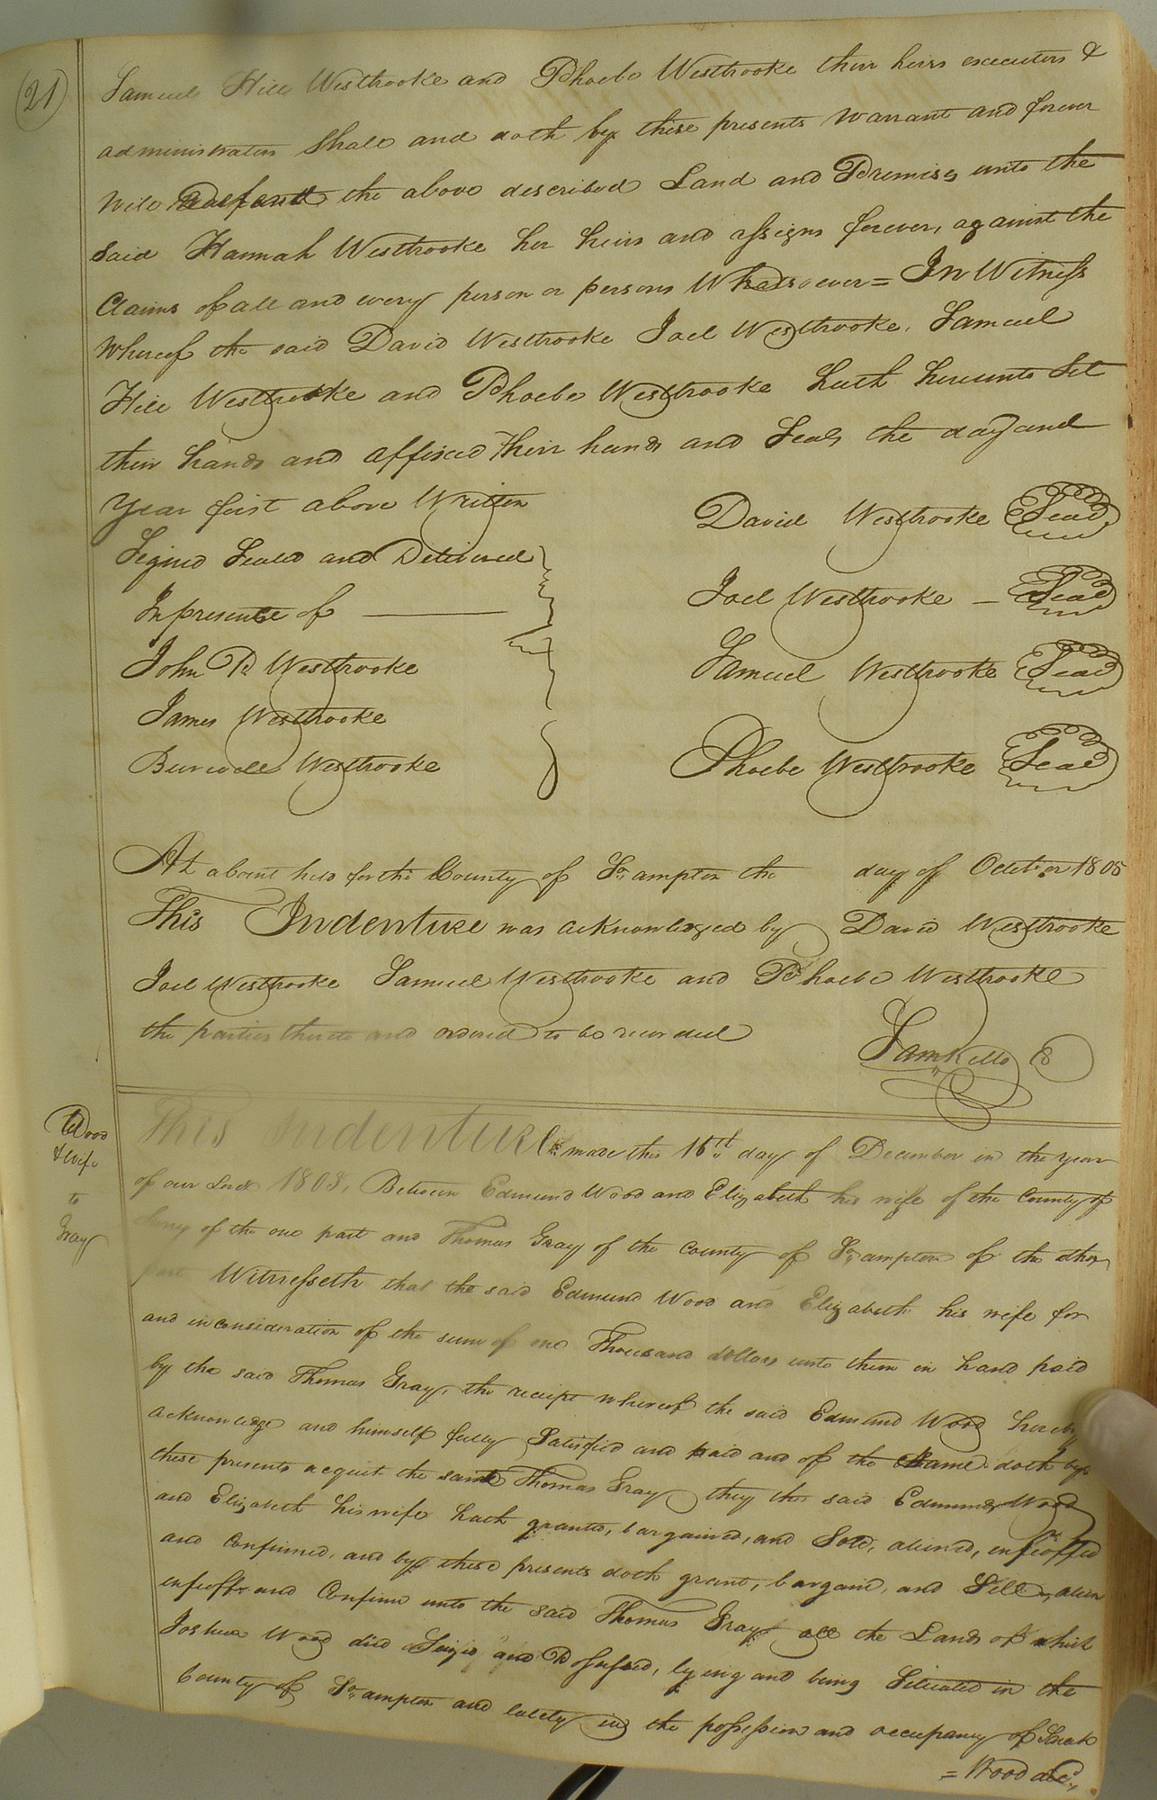 21
Samuel Hill Westbrooke and Phoebe Westbrooke their heirs executors &
administrators Shall and doth by these presents Warrant and forever
Will Defend the above described Land and Premises unto the
Said Hannah Westbrooke her heirs and assigns forever, against the
Claims of all and every person or persons Whatsoever = In Witness
Whereof the said David Westbrooke Joel Westbrooke, Samuel
Hill Westbrooke and Phoebe Westbrooke hath hereunto Set
their hands and affixed their hands and Seals the day and
Year first above Written
David Westbrooke Seal
Signed Sealed and Delivered
In presence of
Joel Westbrooke — Seal
John R Westbrooke
Samuel Westbrooke Seal
James Westbrooke
Burwell Westbrooke
Phoebe Westbrooke Seal
At a Court held for the County of So,, ampton the day of October 1805
This Indenture was acknowledged by David Westbrooke
Joel Westbrooke Samuel Westbrooke and Phoebe Westbrooke
the parties thereto and ordered to be recorded
Saml Kello C
Wood
& Wife
to
Gray
This Indenture made this 16th day of December in the year
of our Lord 1803, Between Edmund Wood and Elizabeth his wife of the County of
of the one part and Thomas Gray of the County of So,, ampton of the other
part Witnesseth that the said Edmund Wood and Elizabeth his wife for
and in consideration of the sum of one Thousand dollars unto them in hand paid
by the said Thomas Gray, the receipt whereof the said Edmund Wood hereby
acknowledge and himself fully Satisfied and paid and of the Same doth by
these presents acquit the same Thomas Gray they the said Edmund Wood
and Elizabeth his wife hath granted, bargained, and Sold, aliened, enfeoffed
and Confirmed, and by these presents doth grant, bargain, and Sell, alien
enfeoff and Confirm unto the said Thomas Gray all the Lands of which
Joshua Wood died Seized and Possessed, lying and being Situated in the
County of So,, ampton and lately in the possession and occupancy of Sarah
= Wood dec,,